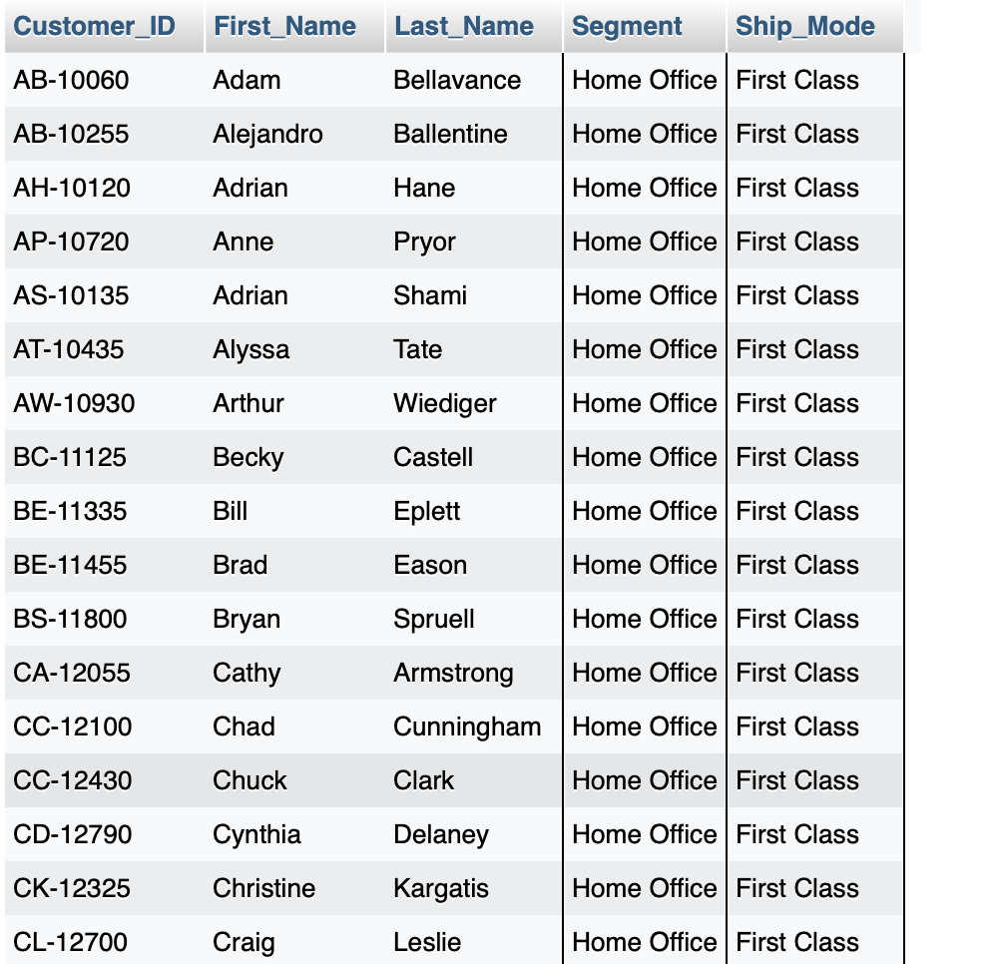 Customer_ID First_Name Last_Name Segment Ship_Mode
AB-10060 Adam Bellavance Home Office First Class
AB-10255 Alejandro Ballentine Home Office First Class
AH-10120 Adrian Hane Home Office First Class
AP-10720 Anne Pryor Home Office First Class
AS-10135 Adrian Shami Home Office First Class
AT-10435 Alyssa Tate Home Office First Class
AW-10930 Arthur Wiediger Home Office First Class
BC-11125 Becky Castell Home Office First Class
BE-11335 Bill Eplett Home Office First Class
BE-11455 Brad Eason Home Office First Class
BS-11800 Bryan Spruell Home Office First Class
CA-12055 Cathy Armstrong Home Office First Class
CC-12100 Chad Cunningham Home Office First Class
CC-12430 Chuck Clark Home Office First Class
CD-12790 Cynthia Delaney Home Office First Class
CK-12325 Christine Kargatis Home Office First Class
CL-12700 Craig Leslie Home Office First Class